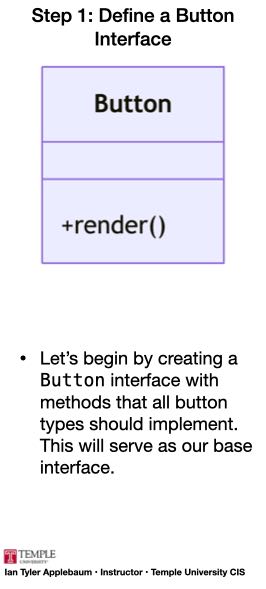 Step 1: Define a Button
Interface
Button
+render()
• Let’s begin by creating a
Button interface with
methods that all button
types should implement.
This will serve as our base
interface.
T TEMPLE
UNIVERSITY
Ian Tyler Applebaum · Instructor · Temple University CIS